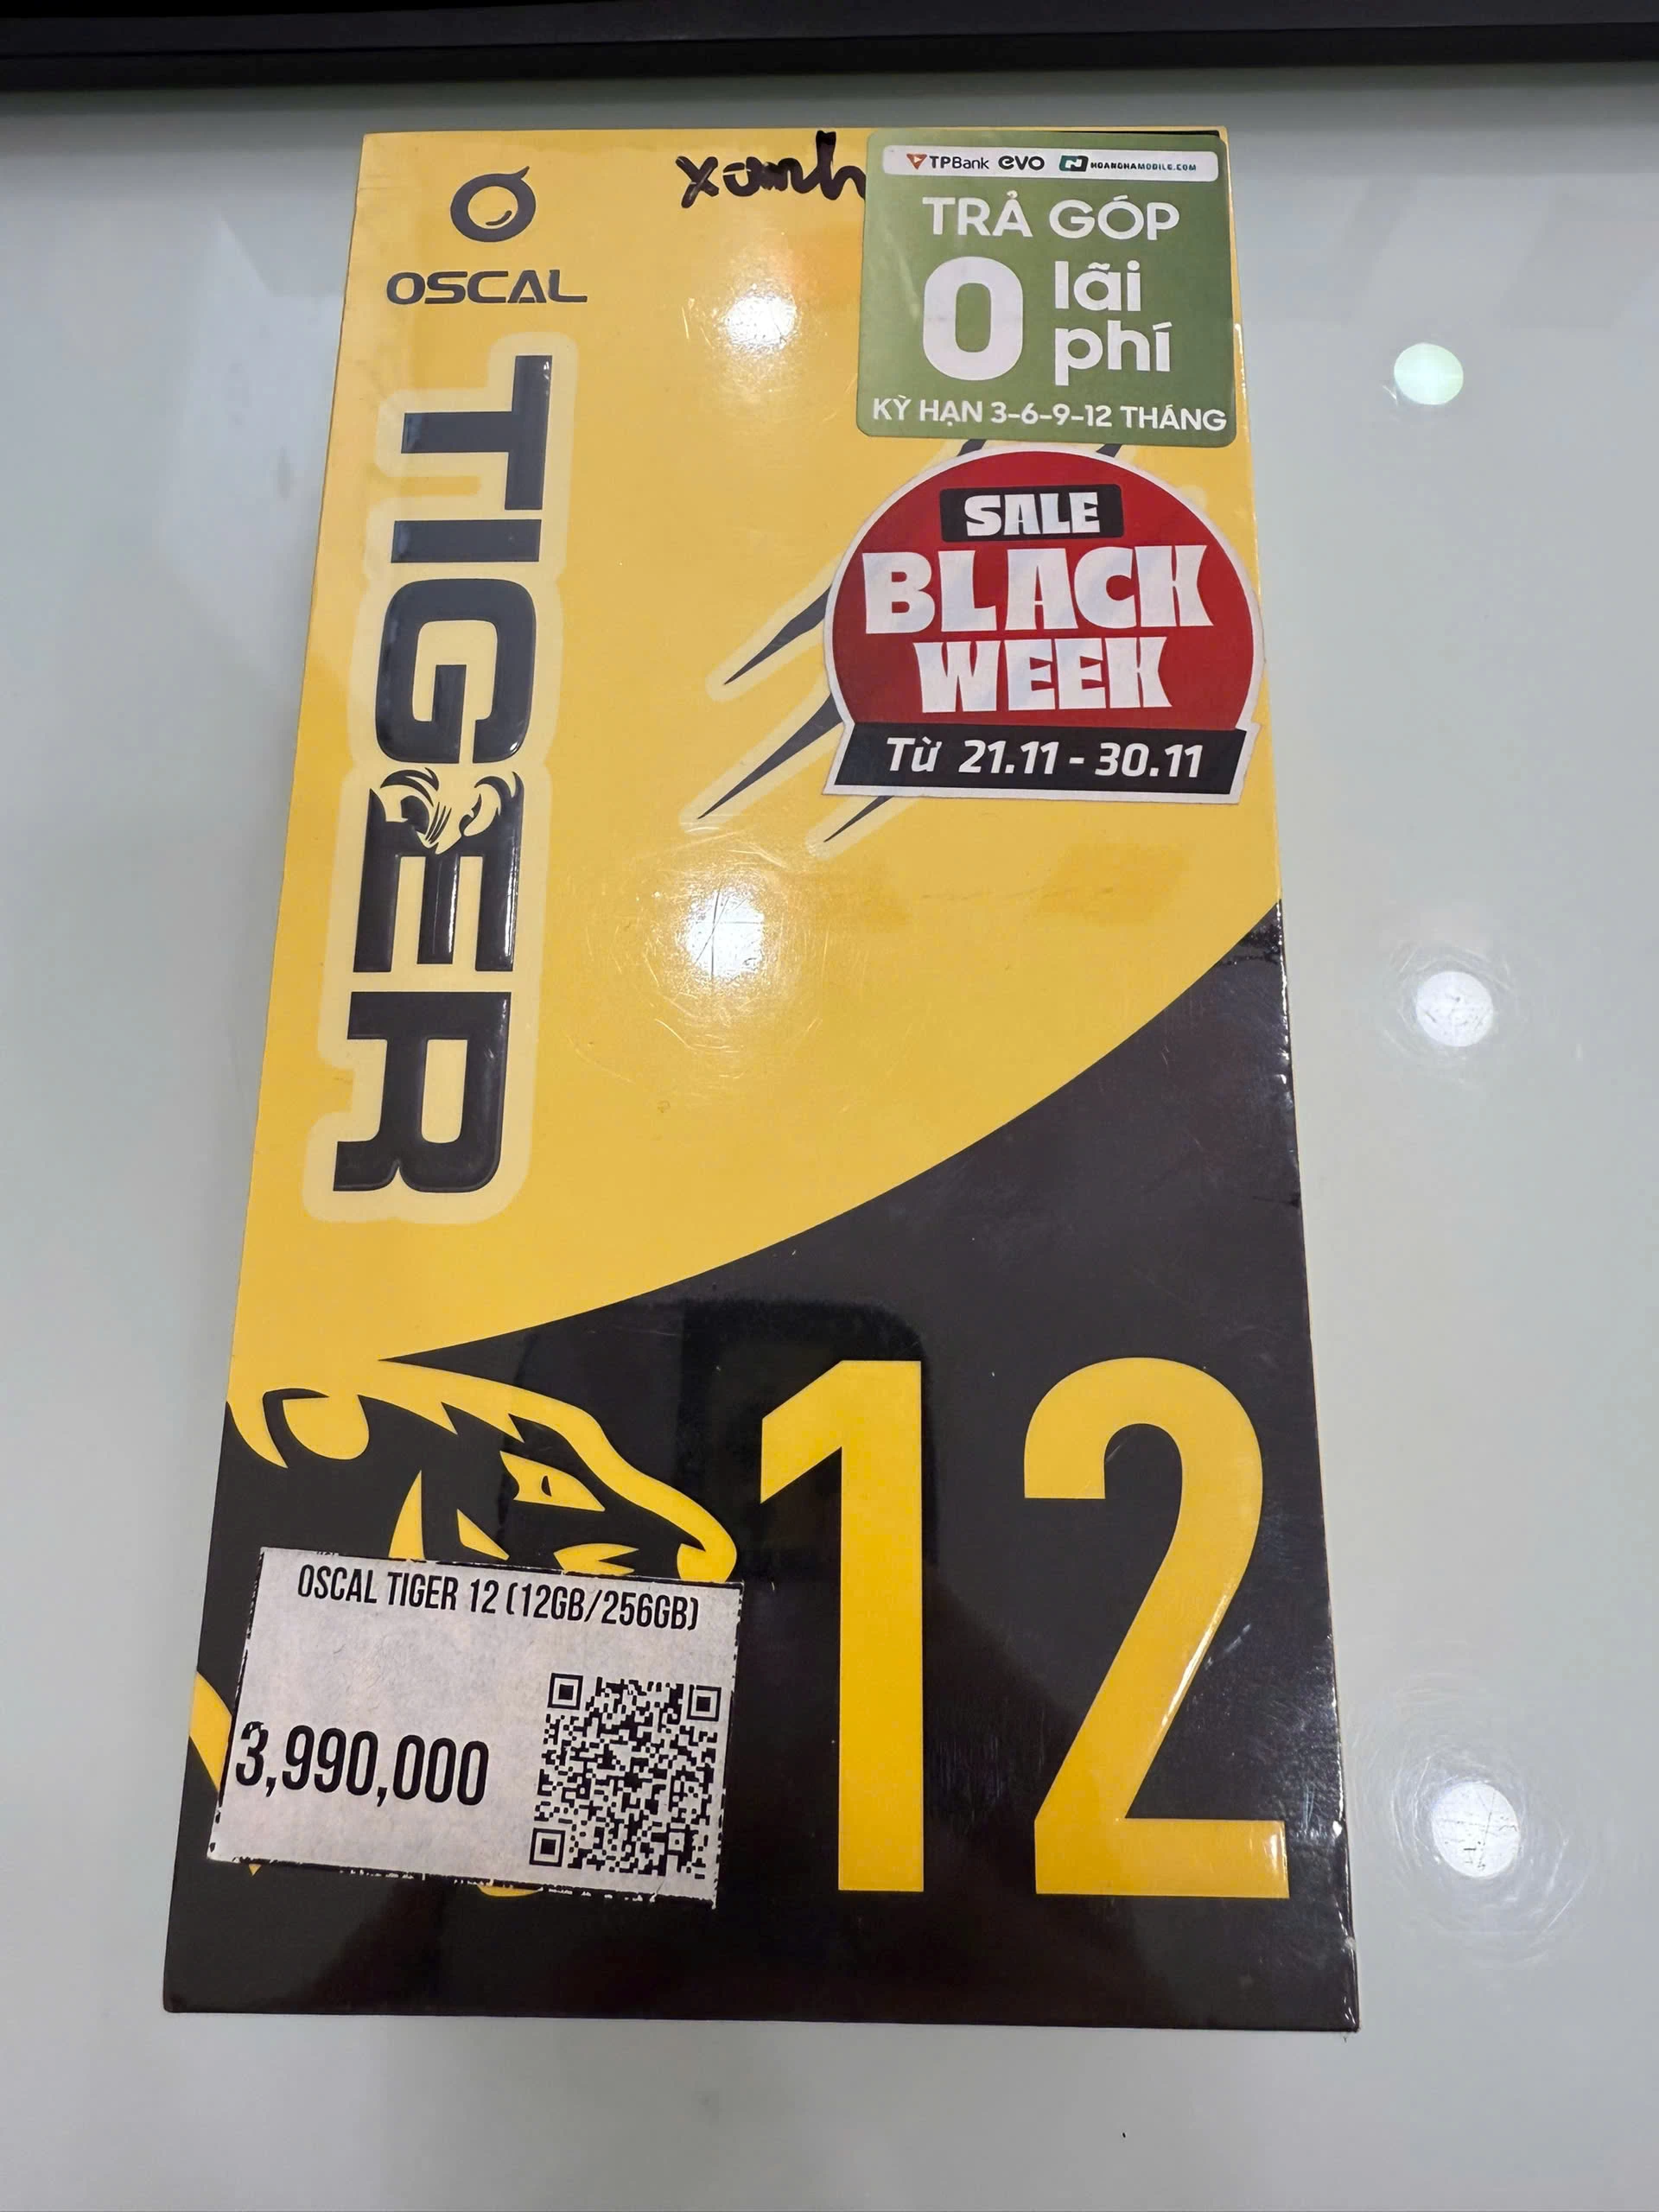 xanh
TPBank evo HOANGHAMOBILE.COM
TRẢ GÓP
0 lãi
phí
KỲ HẠN 3-6-9-12 THÁNG
OSCAL
TIGER
SALE
BLACK
WEEK
Từ 21.11 - 30.11
12
OSCAL TIGER 12 (12GB/256GB)
3,990,000